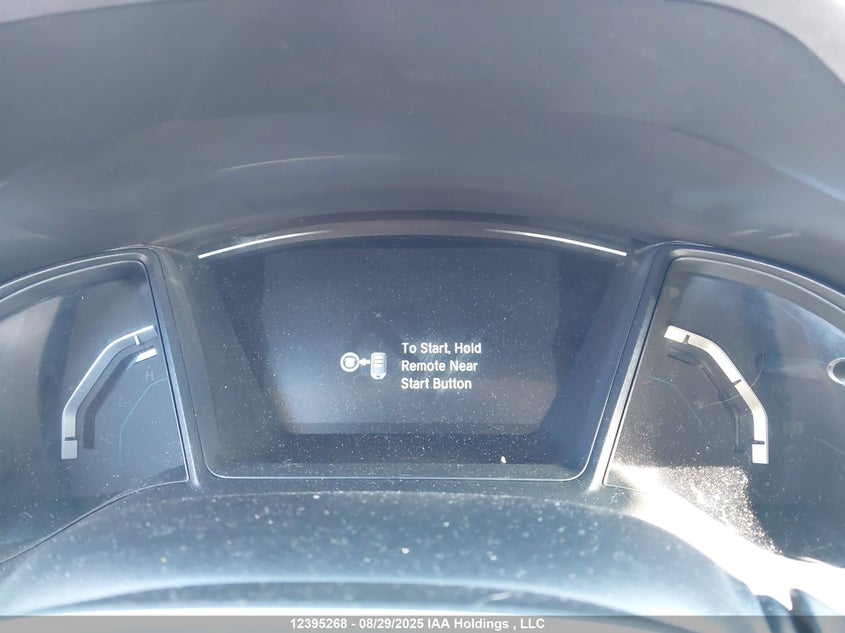 To Start, Hold
Remote Near
Start Button
H
C
F
12395268 - 08/29/2025 IAA Holdings , LLC